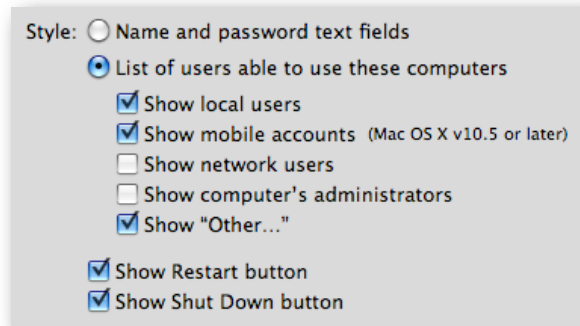 Style: Name and password text fields
List of users able to use these computers
Show local users
Show mobile accounts (Mac OS X v10.5 or later)
Show network users
Show computer's administrators
Show “Other...”
Show Restart button
Show Shut Down button